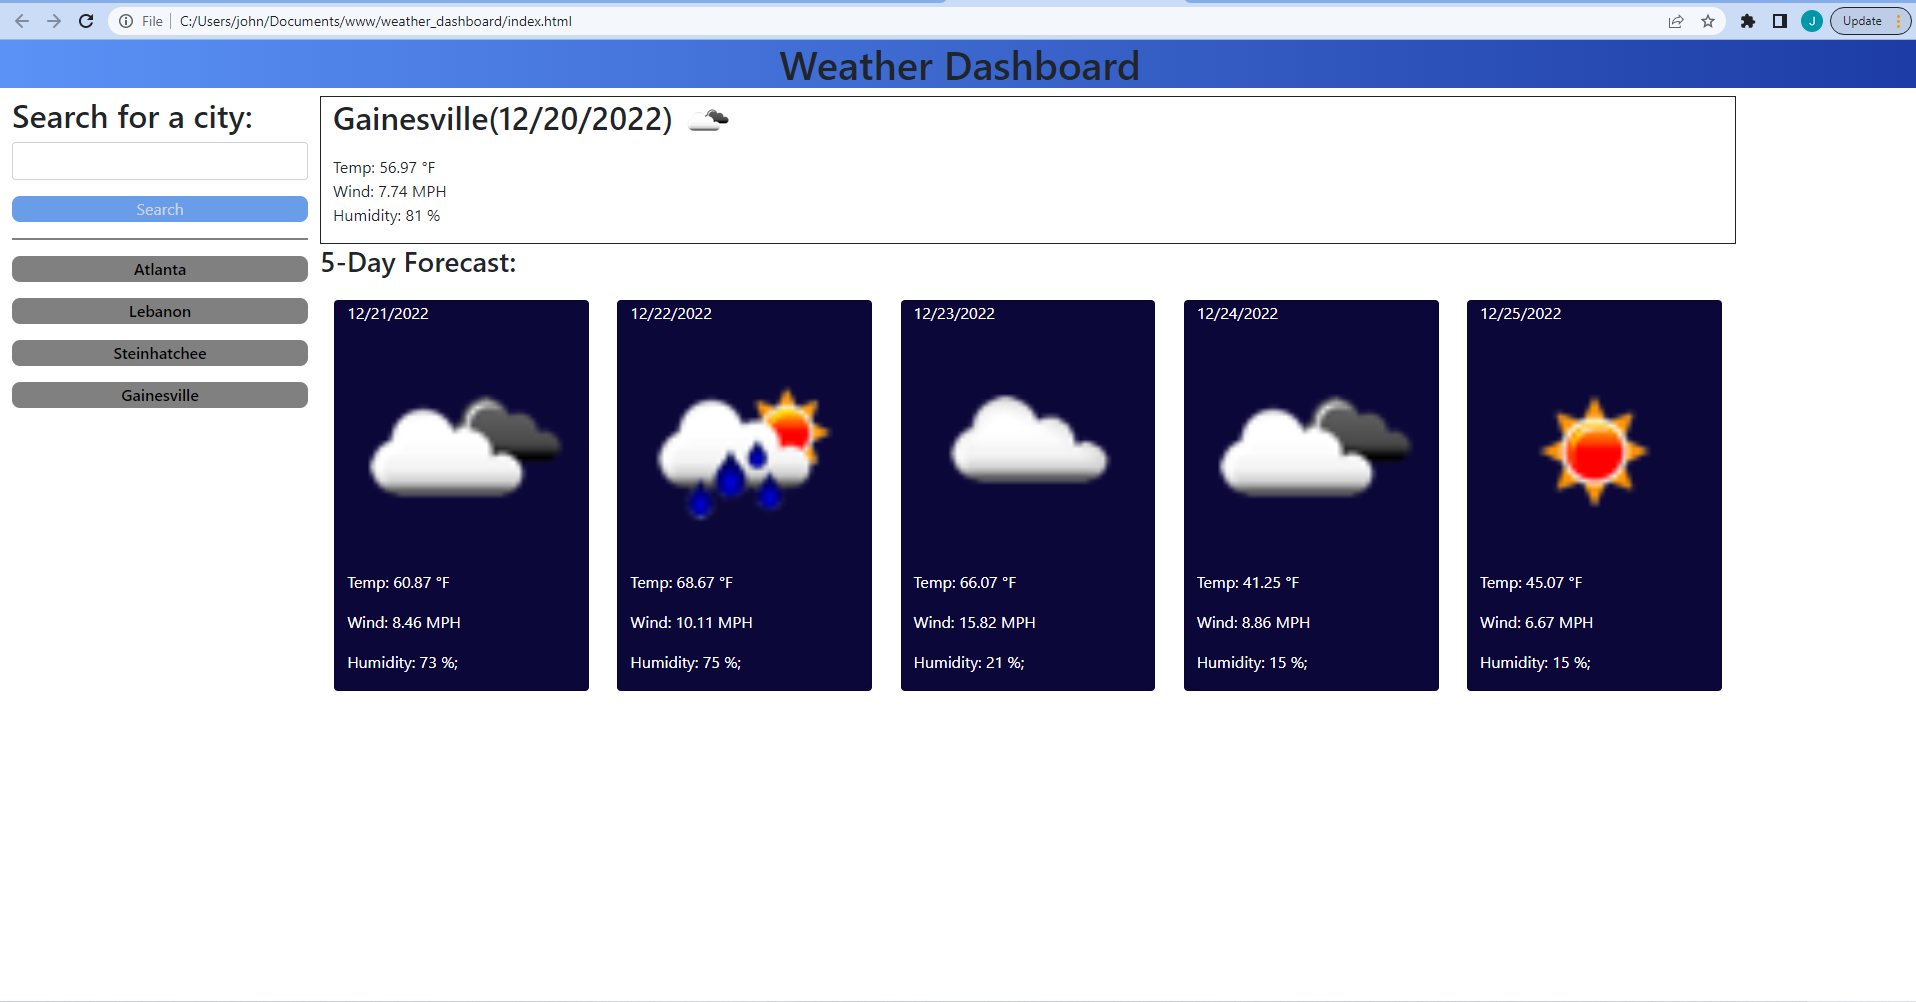 File C:/Users/john/Documents/www/weather_dashboard/index.html
J
Update
Weather Dashboard
Search for a city:
Search
Atlanta
Lebanon
Steinhatchee
Gainesville
Gainesville(12/20/2022)
Temp: 56.97 °F
Wind: 7.74 MPH
Humidity: 81 %
5-Day Forecast:
12/21/2022
Temp: 60.87 °F
Wind: 8.46 MPH
Humidity: 73 %;
12/22/2022
Temp: 68.67 °F
Wind: 10.11 MPH
Humidity: 75 %;
12/23/2022
Temp: 66.07 °F
Wind: 15.82 MPH
Humidity: 21 %;
12/24/2022
Temp: 41.25 °F
Wind: 8.86 MPH
Humidity: 15 %;
12/25/2022
Temp: 45.07 °F
Wind: 6.67 MPH
Humidity: 15 %;